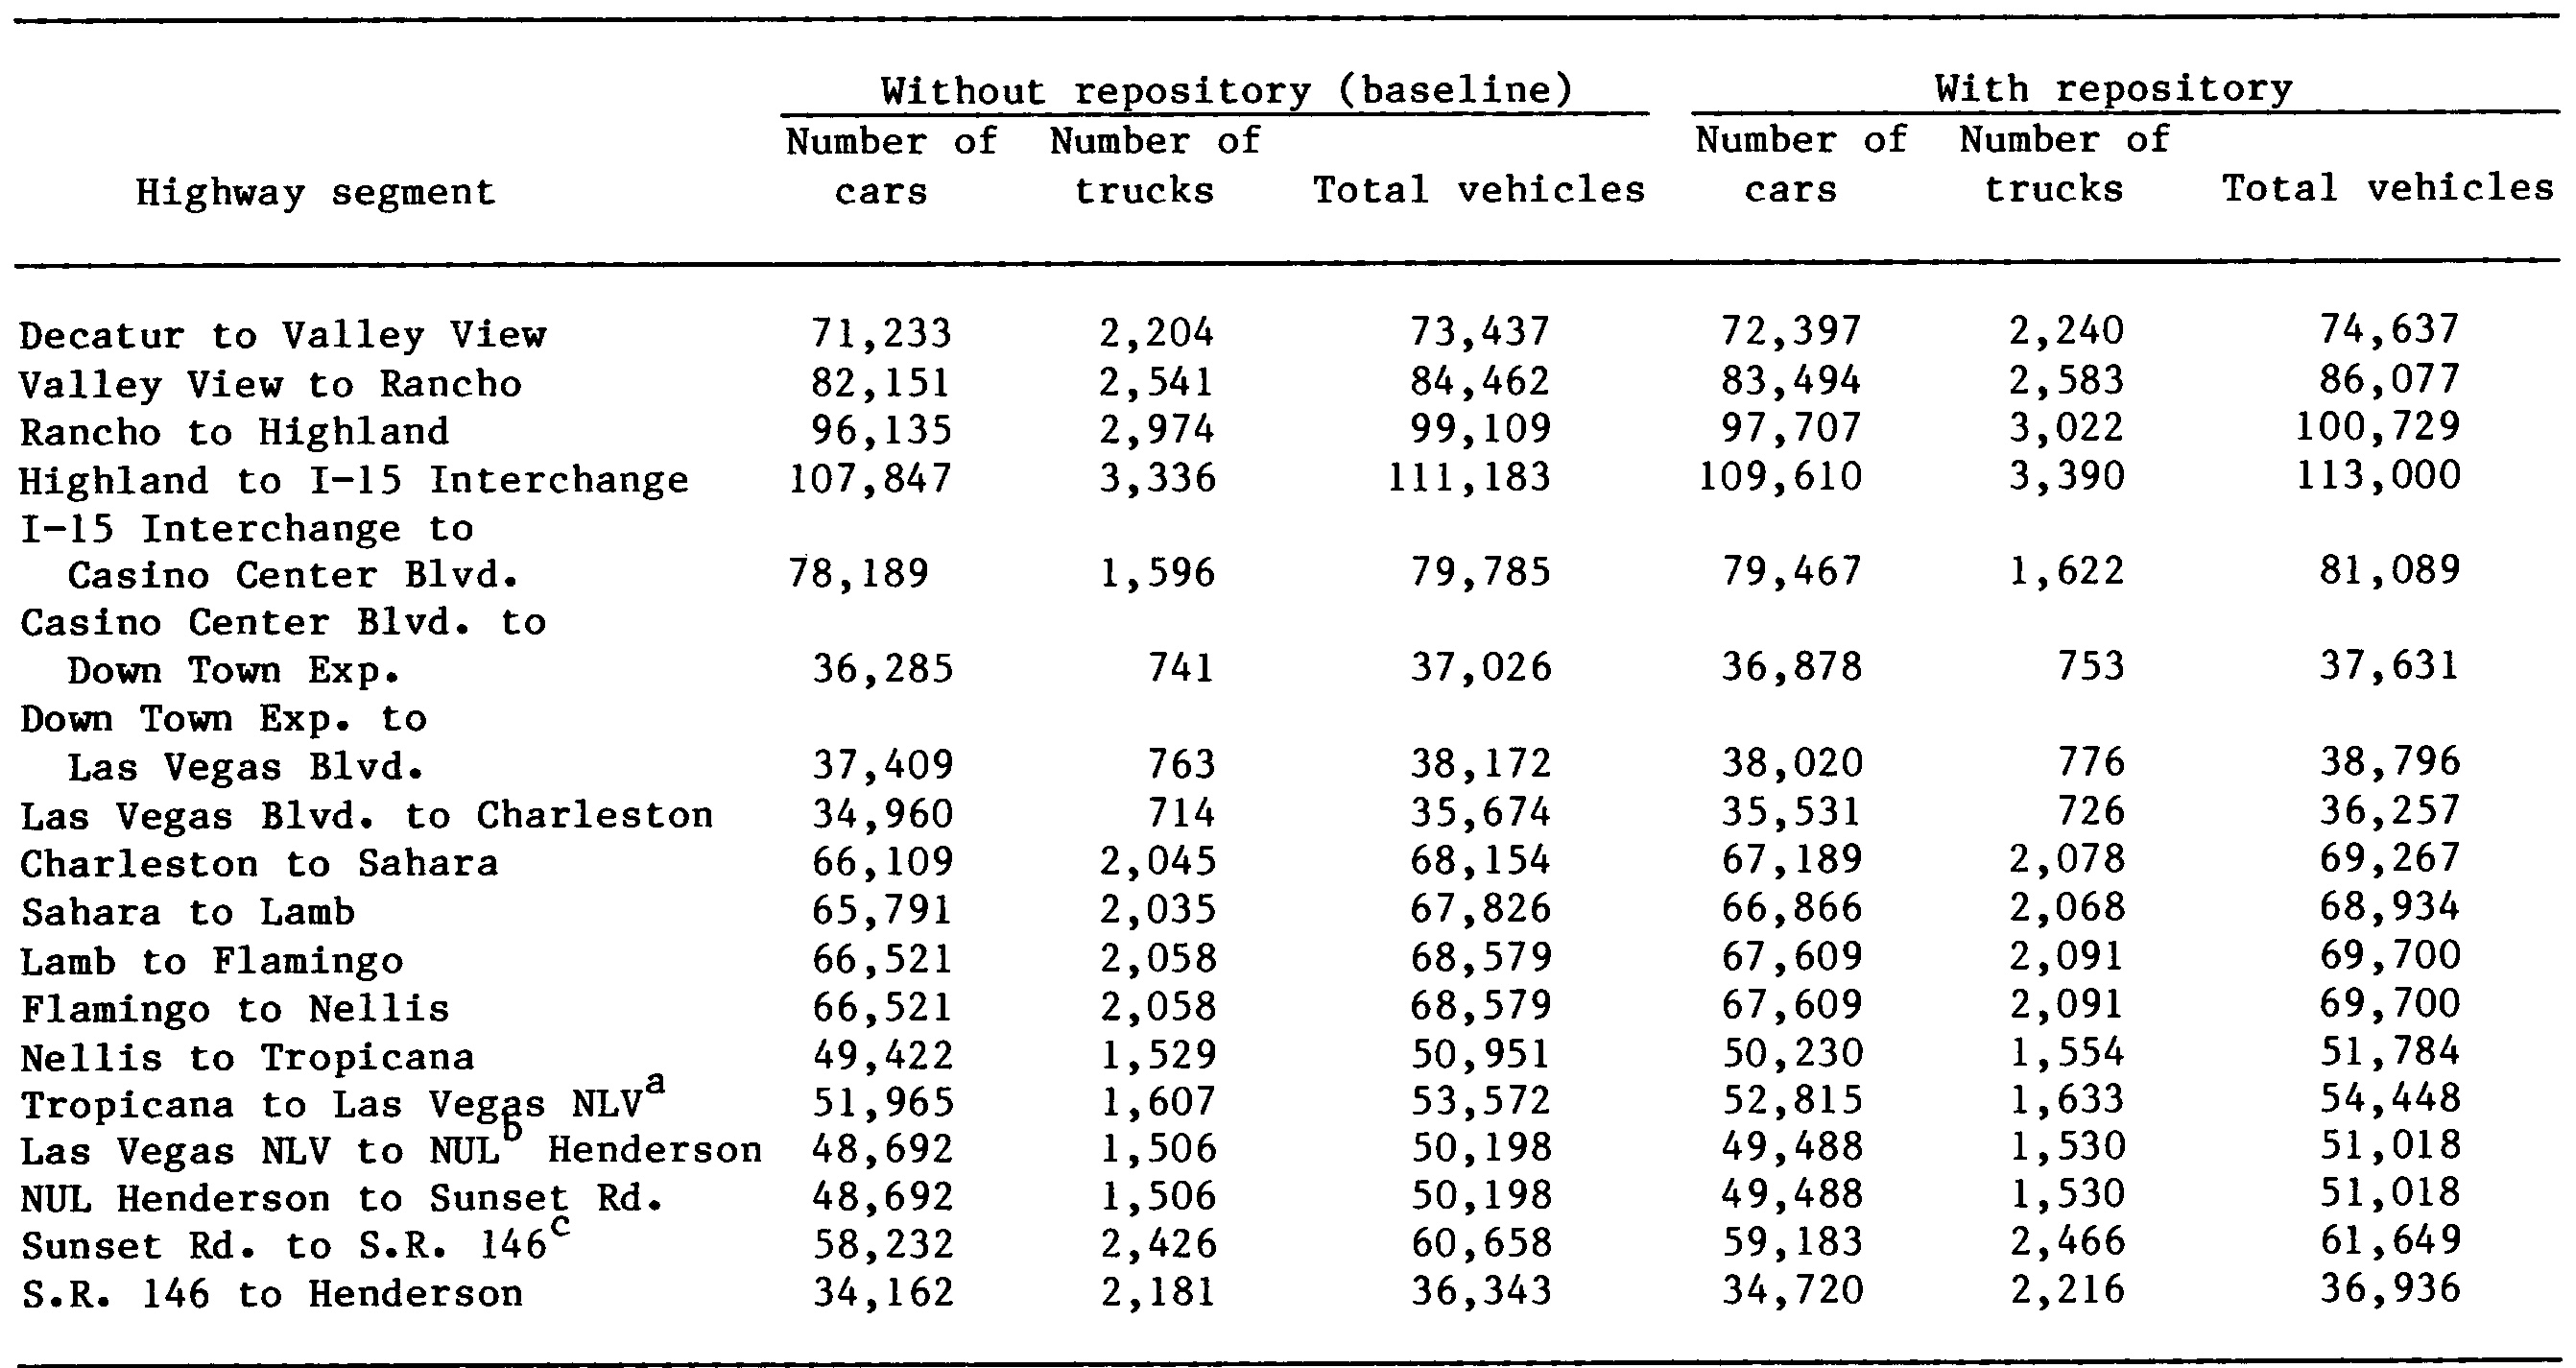 Without repository (baseline) With repository
Number of Number of Number of Number of
Highway segment cars trucks Total vehicles cars trucks Total vehicles
Decatur to Valley View 71,233 2,204 73,437 72,397 2,240 74,637
Valley View to Rancho 82,151 2,541 84,462 83,494 2,583 86,077
Rancho to Highland 96,135 2,974 99,109 97,707 3,022 100,729
Highland to I-15 Interchange 107,847 3,336 111,183 109,610 3,390 113,000
I-15 Interchange to
Casino Center Blvd. 78,189 1,596 79,785 79,467 1,622 81,089
Casino Center Blvd. to
Down Town Exp. 36,285 741 37,026 36,878 753 37,631
Down Town Exp. to
Las Vegas Blvd. 37,409 763 38,172 38,020 776 38,796
Las Vegas Blvd. to Charleston 34,960 714 35,674 35,531 726 36,257
Charleston to Sahara 66,109 2,045 68,154 67,189 2,078 69,267
Sahara to Lamb 65,791 2,035 67,826 66,866 2,068 68,934
Lamb to Flamingo 66,521 2,058 68,579 67,609 2,091 69,700
Flamingo to Nellis 66,521 2,058 68,579 67,609 2,091 69,700
Nellis to Tropicana 49,422 1,529 50,951 50,230 1,554 51,784
Tropicana to Las Vegas NLVa 51,965 1,607 53,572 52,815 1,633 54,448
Las Vegas NLV to NULb Henderson 48,692 1,506 50,198 49,488 1,530 51,018
NUL Henderson to Sunset Rd. 48,692 1,506 50,198 49,488 1,530 51,018
Sunset Rd. to S.R. 146c 58,232 2,426 60,658 59,183 2,466 61,649
S.R. 146 to Henderson 34,162 2,181 36,343 34,720 2,216 36,936